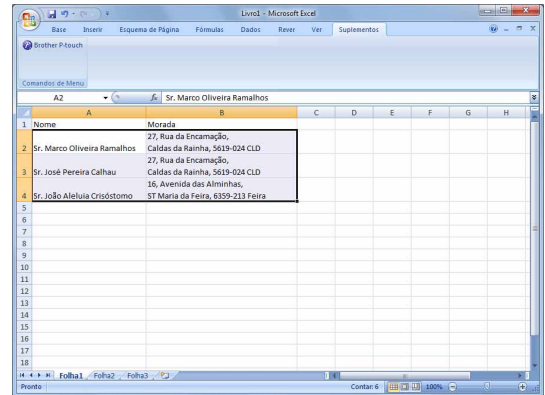 Livro1 - Microsoft Excel
Base Inserir Esquema de Página Fórmulas Dados Rever Ver Suplementos
Brother P-touch
Comandos de Menu
A2 fx Sr. Marco Oliveira Ramalhos
A B C D E F G H
1 Nome Morada
27, Rua da Encamação,
2 Sr. Marco Oliveira Ramalhos Caldas da Rainha, 5619-024 CLD
27, Rua da Encamação,
3 Sr. José Pereira Calhau Caldas da Rainha, 5619-024 CLD
16, Avenida das Alminhas,
4 Sr. João Aleluia Crisóstomo ST Maria da Feira, 6359-213 Feira
5
6
7
8
9
10
11
12
13
14
15
16
17
18
Folha1 Folha2 Folha3
Pronto Contar: 6 100%